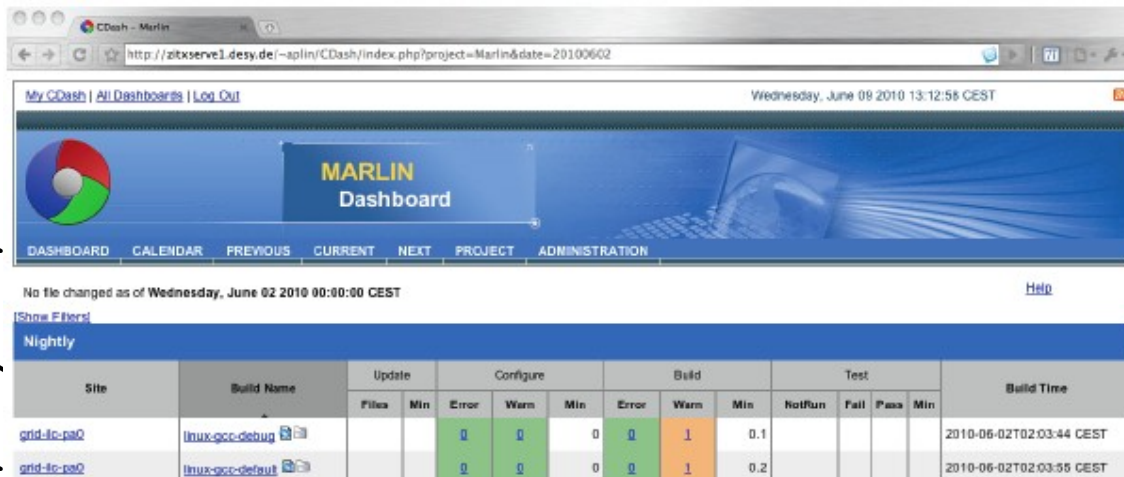 CDash - Marlin
http://zitxserve1.desy.de/~aplin/CDash/index.php?project=Marlin&date=20100602
My CDash | All Dashboards | Log Out
Wednesday, June 09 2010 13:12:58 CEST
MARLIN
Dashboard
DASHBOARD CALENDAR PREVIOUS CURRENT NEXT PROJECT ADMINISTRATION
No file changed as of Wednesday, June 02 2010 00:00:00 CEST
Help
[Show Filters]
Nightly
Site Build Name Update Configure Build Test Build Time
Files Min Error Warn Min Error Warn Min NotRun Fail Pass Min
grid-ilc-pa0 linux-gcc-debug 0 0 0 0 1 0.1 2010-06-02T02:03:44 CEST
grid-ilc-pa0 linux-gcc-default 0 0 0 0 1 0.2 2010-06-02T02:03:55 CEST